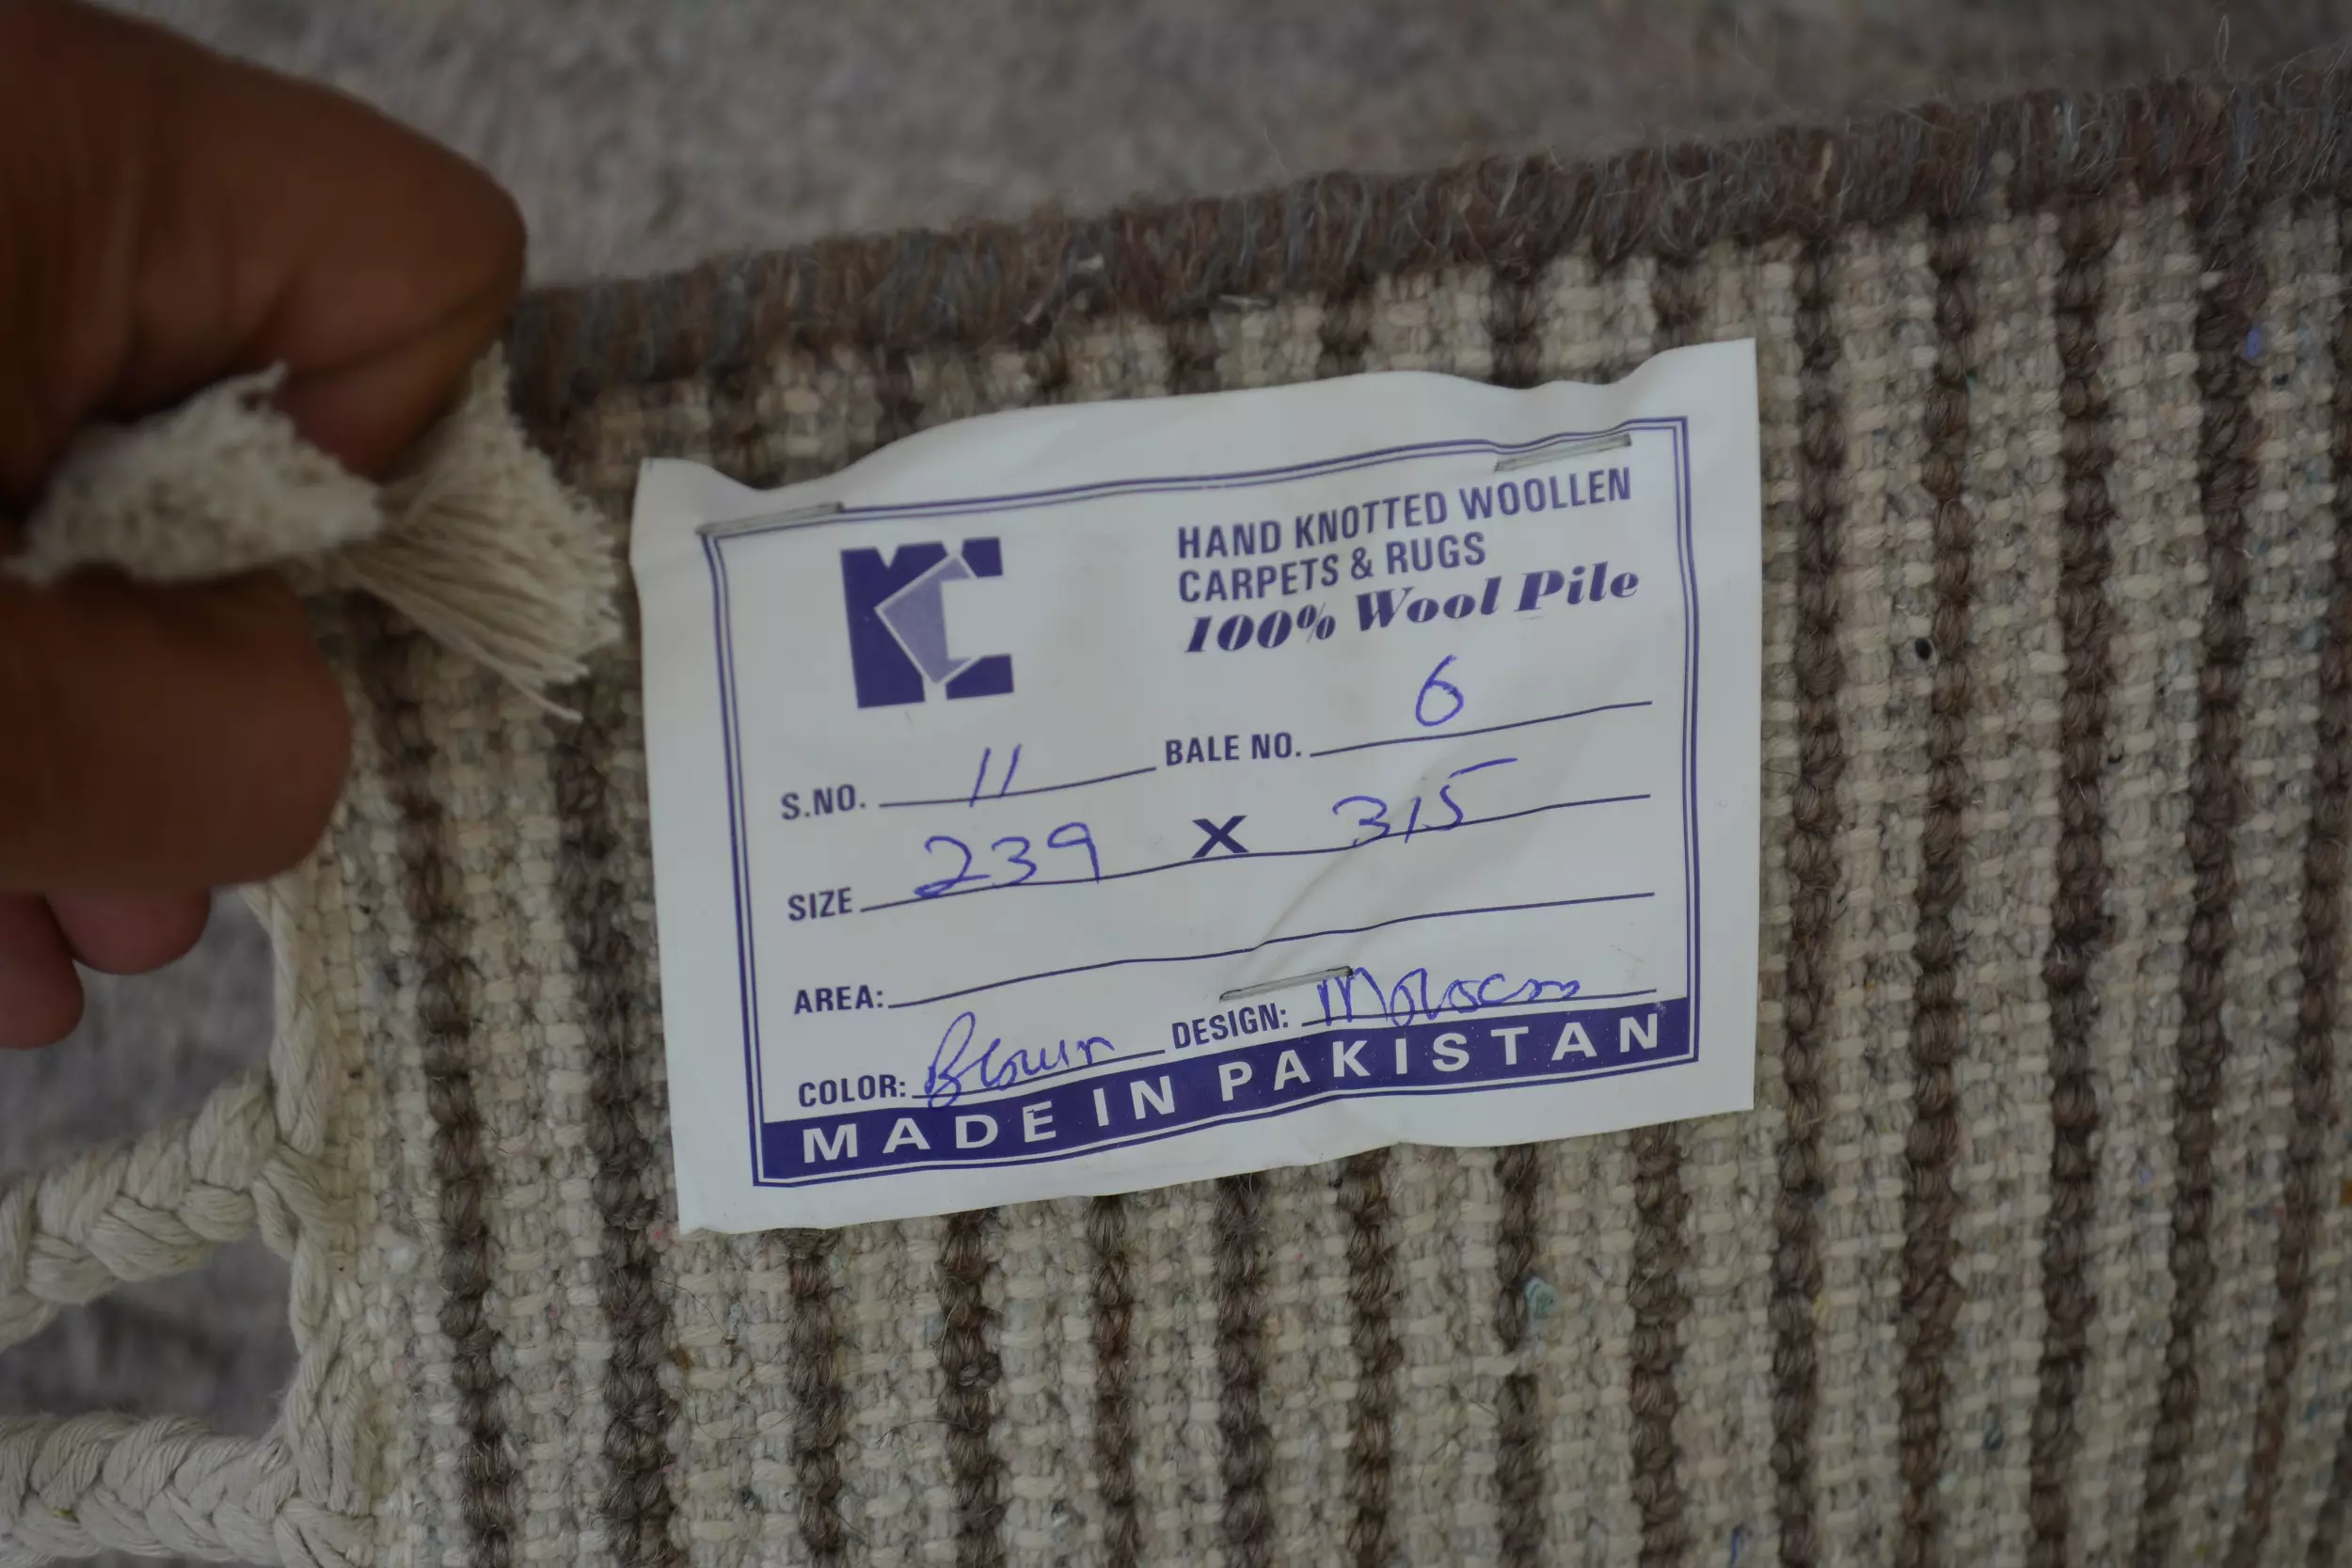 KC
HAND KNOTTED WOOLLEN
CARPETS & RUGS
100% Wool Pile
S.NO. 11 BALE NO. 6
SIZE 239 X 315
AREA:
COLOR: Brown DESIGN:
MADE IN PAKISTAN